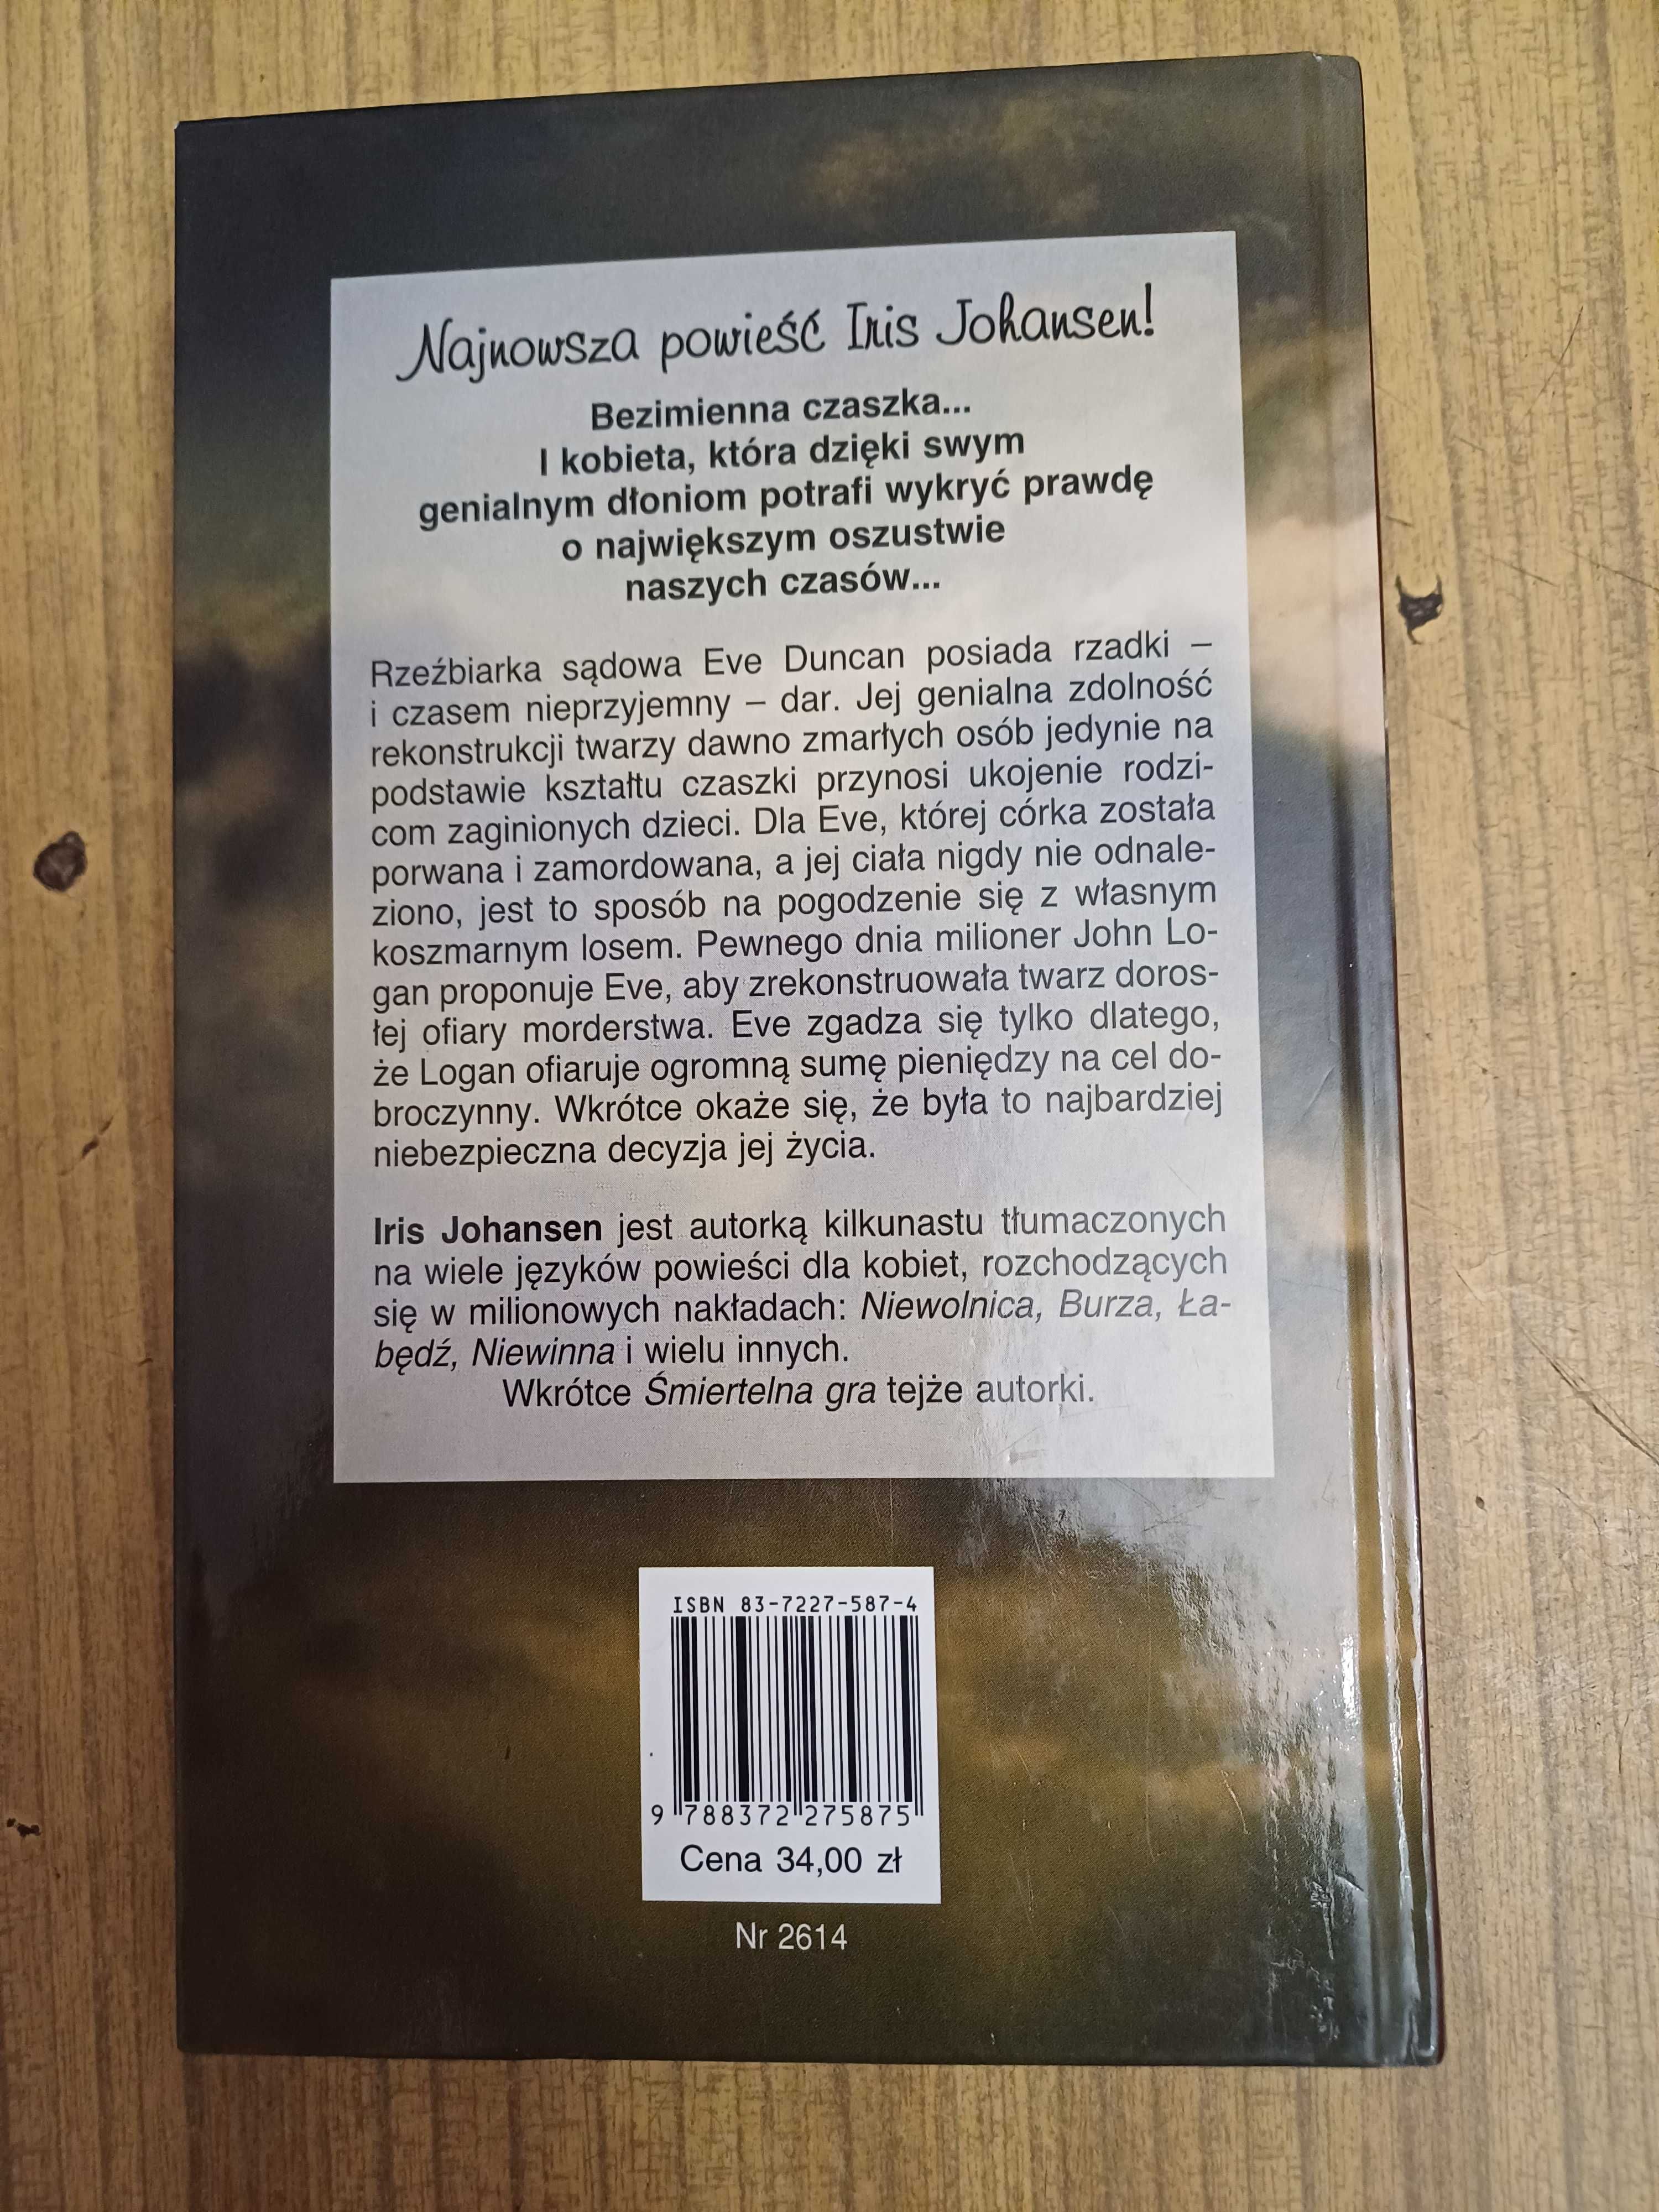 Najnowsza powieść Iris Johansen!
Bezimienna czaszka...
I kobieta, która dzięki swym
genialnym dłoniom potrafi wykryć prawdę
o największym oszustwie
naszych czasów...
Rzeźbiarka sądowa Eve Duncan posiada rzadki –
i czasem nieprzyjemny – dar. Jej genialna zdolność
rekonstrukcji twarzy dawno zmarłych osób jedynie na
podstawie kształtu czaszki przynosi ukojenie rodzi-
com zaginionych dzieci. Dla Eve, której córka została
porwana i zamordowana, a jej ciała nigdy nie odnale-
ziono, jest to sposób na pogodzenie się z własnym
koszmarnym losem. Pewnego dnia milioner John Lo-
gan proponuje Eve, aby zrekonstruowała twarz doros-
łej ofiary morderstwa. Eve zgadza się tylko dlatego,
że Logan ofiaruje ogromną sumę pieniędzy na cel do-
broczynny. Wkrótce okaże się, że była to najbardziej
niebezpieczna decyzja jej życia.
Iris Johansen jest autorką kilkunastu tłumaczonych
na wiele języków powieści dla kobiet, rozchodzących
się w milionowych nakładach: Niewolnica, Burza, Ła-
będź, Niewinna i wielu innych.
Wkrótce Śmiertelna gra tejże autorki.
ISBN 83-7227-587-4
9 788372 275875
Cena 34,00 zł
Nr 2614